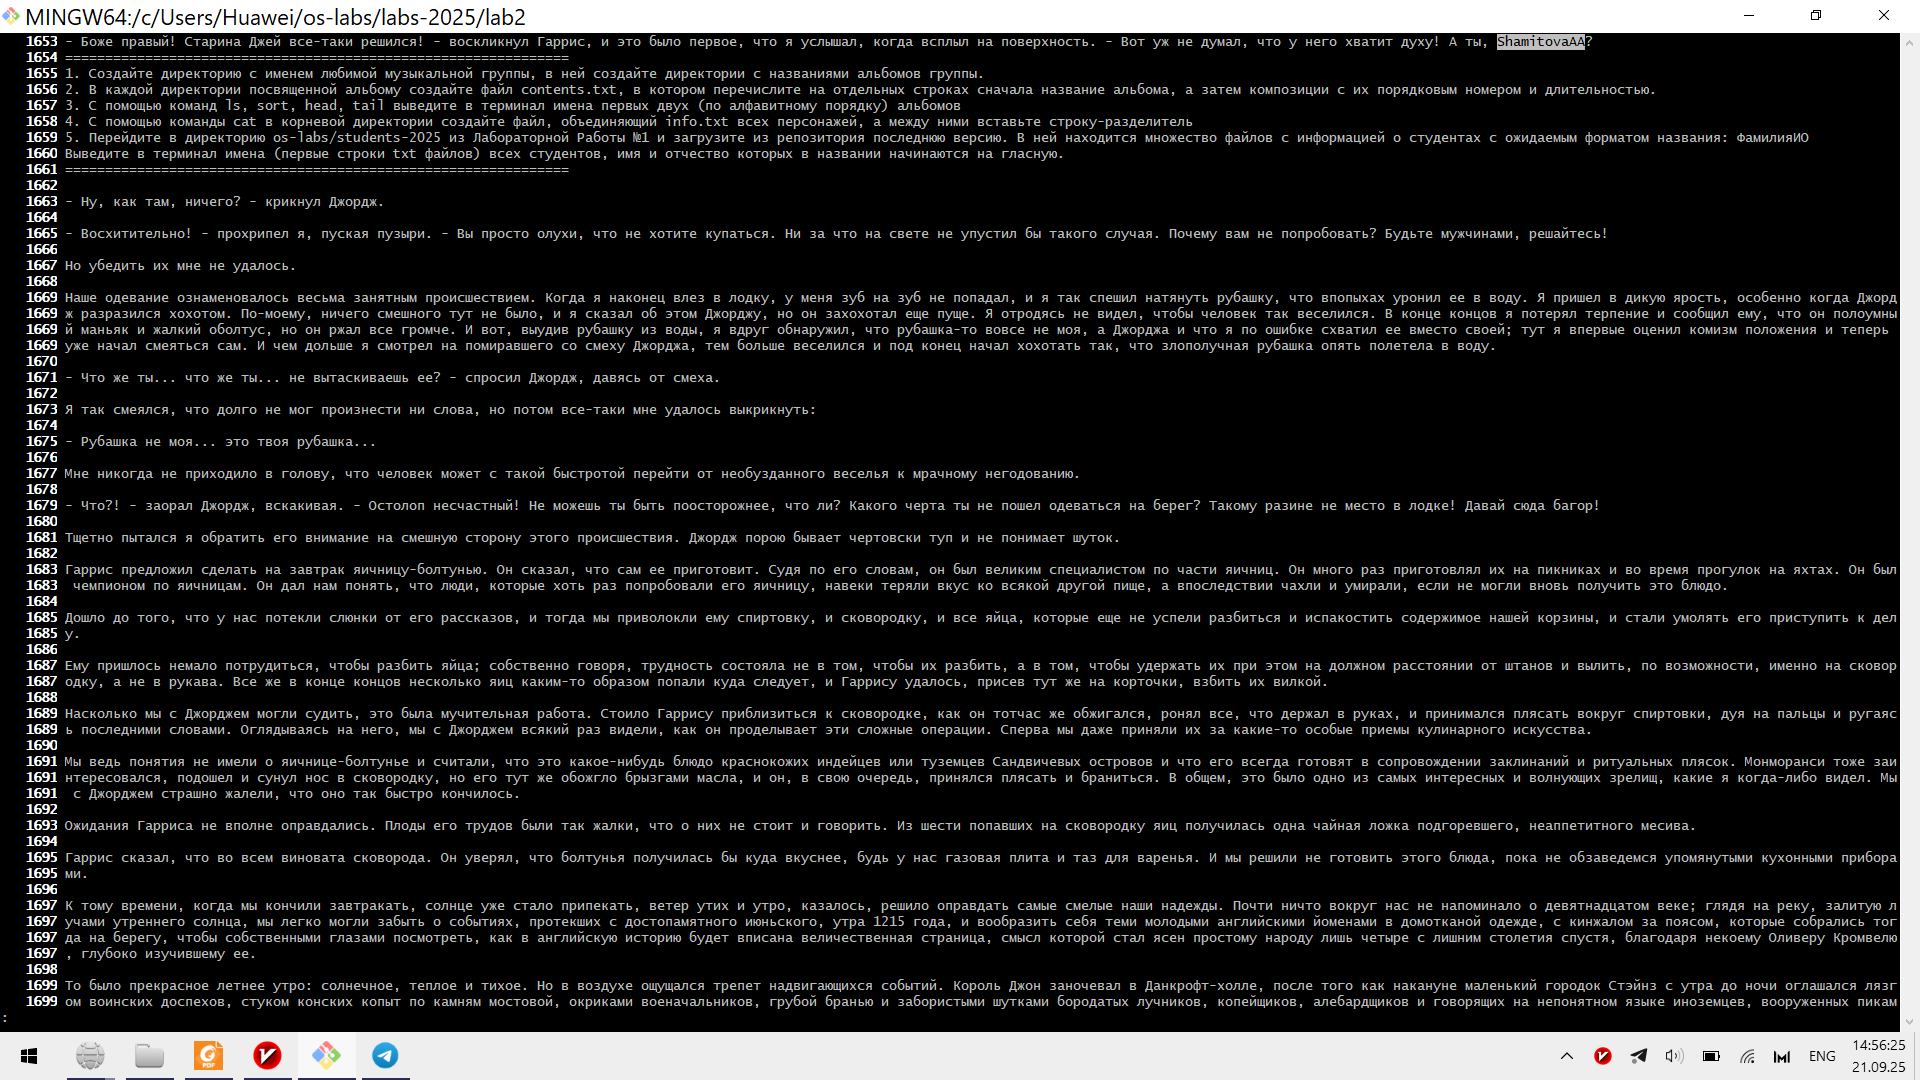 MINGW64:/c/Users/Huawei/os-labs/labs-2025/lab2
1653 - Боже правый! Старина Джей все-таки решился! - воскликнул Гаррис, и это было первое, что я услышал, когда всплыл на поверхность. - Вот уж не думал, что у него хватит духу! А ты, ShamitovaAA?
1654 ===============================================================
1655 1. Создайте директорию с именем любимой музыкальной группы, в ней создайте директории с названиями альбомов группы.
1656 2. В каждой директории посвященной альбому создайте файл contents.txt, в котором перечислите на отдельных строках сначала название альбома, а затем композиции с их порядковым номером и длительностью.
1657 3. С помощью команд ls, sort, head, tail выведите в терминал имена первых двух (по алфавитному порядку) альбомов
1658 4. С помощью команды cat в корневой директории создайте файл, объединяющий info.txt всех персонажей, а между ними вставьте строку-разделитель
1659 5. Перейдите в директорию os-labs/students-2025 из Лабораторной Работы №1 и загрузите из репозитория последнюю версию. В ней находится множество файлов с информацией о студентах с ожидаемым форматом названия: ФамилияИО
1660 Выведите в терминал имена (первые строки txt файлов) всех студентов, имя и отчество которых в названии начинаются на гласную.
1661 ===============================================================
1662
1663 - Ну, как там, ничего? - крикнул Джордж.
1664
1665 - Восхитительно! - прохрипел я, пуская пузыри. - Вы просто олухи, что не хотите купаться. Ни за что на свете не упустил бы такого случая. Почему вам не попробовать? Будьте мужчинами, решайтесь!
1666
1667 Но убедить их мне не удалось.
1668
1669 Наше одевание ознаменовалось весьма занятным происшествием. Когда я наконец влез в лодку, у меня зуб на зуб не попадал, и я так спешил натянуть рубашку, что впопыхах уронил ее в воду. Я пришел в дикую ярость, особенно когда Джорд
1669 ж разразился хохотом. По-моему, ничего смешного тут не было, и я сказал об этом Джорджу, но он захохотал еще пуще. Я отродясь не видел, чтобы человек так веселился. В конце концов я потерял терпение и сообщил ему, что он полоумны
1669 й маньяк и жалкий оболтус, но он ржал все громче. И вот, выудив рубашку из воды, я вдруг обнаружил, что рубашка-то вовсе не моя, а Джорджа и что я по ошибке схватил ее вместо своей; тут я впервые оценил комизм положения и теперь
1669 уже начал смеяться сам. И чем дольше я смотрел на помиравшего со смеху Джорджа, тем больше веселился и под конец начал хохотать так, что злополучная рубашка опять полетела в воду.
1670
1671 - Что же ты... что же ты... не вытаскиваешь ее? - спросил Джордж, давясь от смеха.
1672
1673 Я так смеялся, что долго не мог произнести ни слова, но потом все-таки мне удалось выкрикнуть:
1674
1675 - Рубашка не моя... это твоя рубашка...
1676
1677 Мне никогда не приходило в голову, что человек может с такой быстротой перейти от необузданного веселья к мрачному негодованию.
1678
1679 - Что?! - заорал Джордж, вскакивая. - Остолоп несчастный! Не можешь ты быть поосторожнее, что ли? Какого черта ты не пошел одеваться на берег? Такому разине не место в лодке! Давай сюда багор!
1680
1681 Тщетно пытался я обратить его внимание на смешную сторону этого происшествия. Джордж порою бывает чертовски туп и не понимает шуток.
1682
1683 Гаррис предложил сделать на завтрак яичницу-болтунью. Он сказал, что сам ее приготовит. Судя по его словам, он был великим специалистом по части яичниц. Он много раз приготовлял их на пикниках и во время прогулок на яхтах. Он был
1683 чемпионом по яичницам. Он дал нам понять, что люди, которые хоть раз попробовали его яичницу, навеки теряли вкус ко всякой другой пище, а впоследствии чахли и умирали, если не могли вновь получить это блюдо.
1684
1685 Дошло до того, что у нас потекли слюнки от его рассказов, и тогда мы приволокли ему спиртовку, и сковородку, и все яйца, которые еще не успели разбиться и испакостить содержимое нашей корзины, и стали умолять его приступить к дел
1685 у.
1686
1687 Ему пришлось немало потрудиться, чтобы разбить яйца; собственно говоря, трудность состояла не в том, чтобы их разбить, а в том, чтобы удержать их при этом на должном расстоянии от штанов и вылить, по возможности, именно на сковор
1687 одку, а не в рукава. Все же в конце концов несколько яиц каким-то образом попали куда следует, и Гаррису удалось, присев тут же на корточки, взбить их вилкой.
1688
1689 Насколько мы с Джорджем могли судить, это была мучительная работа. Стоило Гаррису приблизиться к сковородке, как он тотчас же обжигался, ронял все, что держал в руках, и принимался плясать вокруг спиртовки, дуя на пальцы и ругаяс
1689 ь последними словами. Оглядываясь на него, мы с Джорджем всякий раз видели, как он проделывает эти сложные операции. Сперва мы даже приняли их за какие-то особые приемы кулинарного искусства.
1690
1691 Мы ведь понятия не имели о яичнице-болтунье и считали, что это какое-нибудь блюдо краснокожих индейцев или туземцев Сандвичевых островов и что его всегда готовят в сопровождении заклинаний и ритуальных плясок. Монморанси тоже заи
1691 нтересовался, подошел и сунул нос в сковородку, но его тут же обожгло брызгами масла, и он, в свою очередь, принялся плясать и браниться. В общем, это было одно из самых интересных и волнующих зрелищ, какие я когда-либо видел. Мы
1691 с Джорджем страшно жалели, что оно так быстро кончилось.
1692
1693 Ожидания Гарриса не вполне оправдались. Плоды его трудов были так жалки, что о них не стоит и говорить. Из шести попавших на сковородку яиц получилась одна чайная ложка подгоревшего, неаппетитного месива.
1694
1695 Гаррис сказал, что во всем виновата сковорода. Он уверял, что болтунья получилась бы куда вкуснее, будь у нас газовая плита и таз для варенья. И мы решили не готовить этого блюда, пока не обзаведемся упомянутыми кухонными прибора
1695 ми.
1696
1697 К тому времени, когда мы кончили завтракать, солнце уже стало припекать, ветер утих и утро, казалось, решило оправдать самые смелые наши надежды. Почти ничто вокруг нас не напоминало о девятнадцатом веке; глядя на реку, залитую л
1697 учами утреннего солнца, мы легко могли забыть о событиях, протекших с достопамятного июньского, утра 1215 года, и вообразить себя теми молодыми английскими йоменами в домотканой одежде, с кинжалом за поясом, которые собрались тог
1697 да на берегу, чтобы собственными глазами посмотреть, как в английскую историю будет вписана величественная страница, смысл которой стал ясен простому народу лишь четыре с лишним столетия спустя, благодаря некоему Оливеру Кромвелю
1697 , глубоко изучившему ее.
1698
1699 То было прекрасное летнее утро: солнечное, теплое и тихое. Но в воздухе ощущался трепет надвигающихся событий. Король Джон заночевал в Данкрофт-холле, после того как накануне маленький городок Стэйнз с утра до ночи оглашался лязг
1699 ом воинских доспехов, стуком конских копыт по камням мостовой, окриками военачальников, грубой бранью и забористыми шутками бородатых лучников, копейщиков, алебардщиков и говорящих на непонятном языке иноземцев, вооруженных пикам
:
PDF
ENG
14:56:25
21.09.25